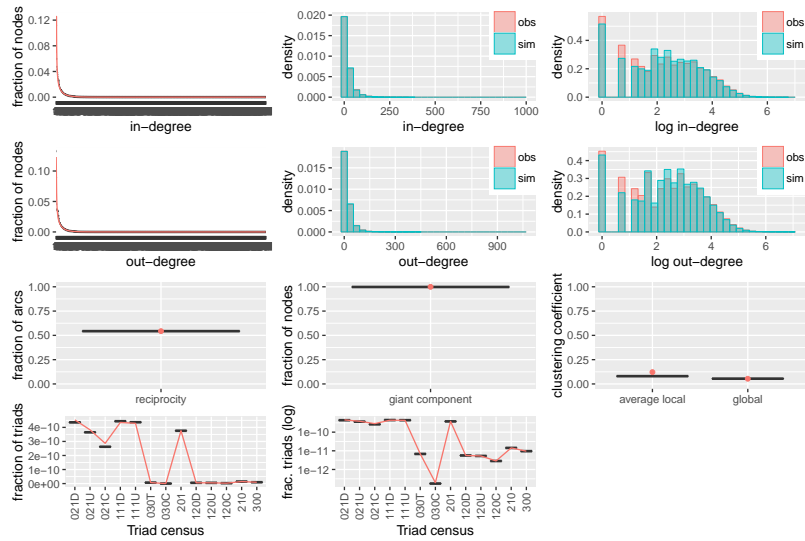 fraction of nodes
0.12
0.08
0.04
0.00
in−degree
density
0.020
0.015
0.010
0.005
0.000
0
250
500
750
1000
in−degree
obs
sim
density
0.4
0.2
0.0
0
2
4
6
log in−degree
obs
sim
fraction of nodes
0.10
0.05
0.00
out−degree
density
0.015
0.010
0.005
0.000
0
300
600
900
out−degree
obs
sim
density
0.5
0.4
0.3
0.2
0.1
0.0
0
2
4
6
log out−degree
obs
sim
fraction of arcs
1.00
0.75
0.50
0.25
0.00
reciprocity
fraction of nodes
1.00
0.75
0.50
0.25
0.00
giant component
clustering coefficient
1.00
0.75
0.50
0.25
0.00
average local
global
fraction of triads
4e−10
3e−10
2e−10
1e−10
0e+00
021D
021U
021C
111D
111U
030T
030C
201
120D
120U
120C
210
300
Triad census
frac. triads (log)
1e−10
1e−11
1e−12
021D
021U
021C
111D
111U
030T
030C
201
120D
120U
120C
210
300
Triad census